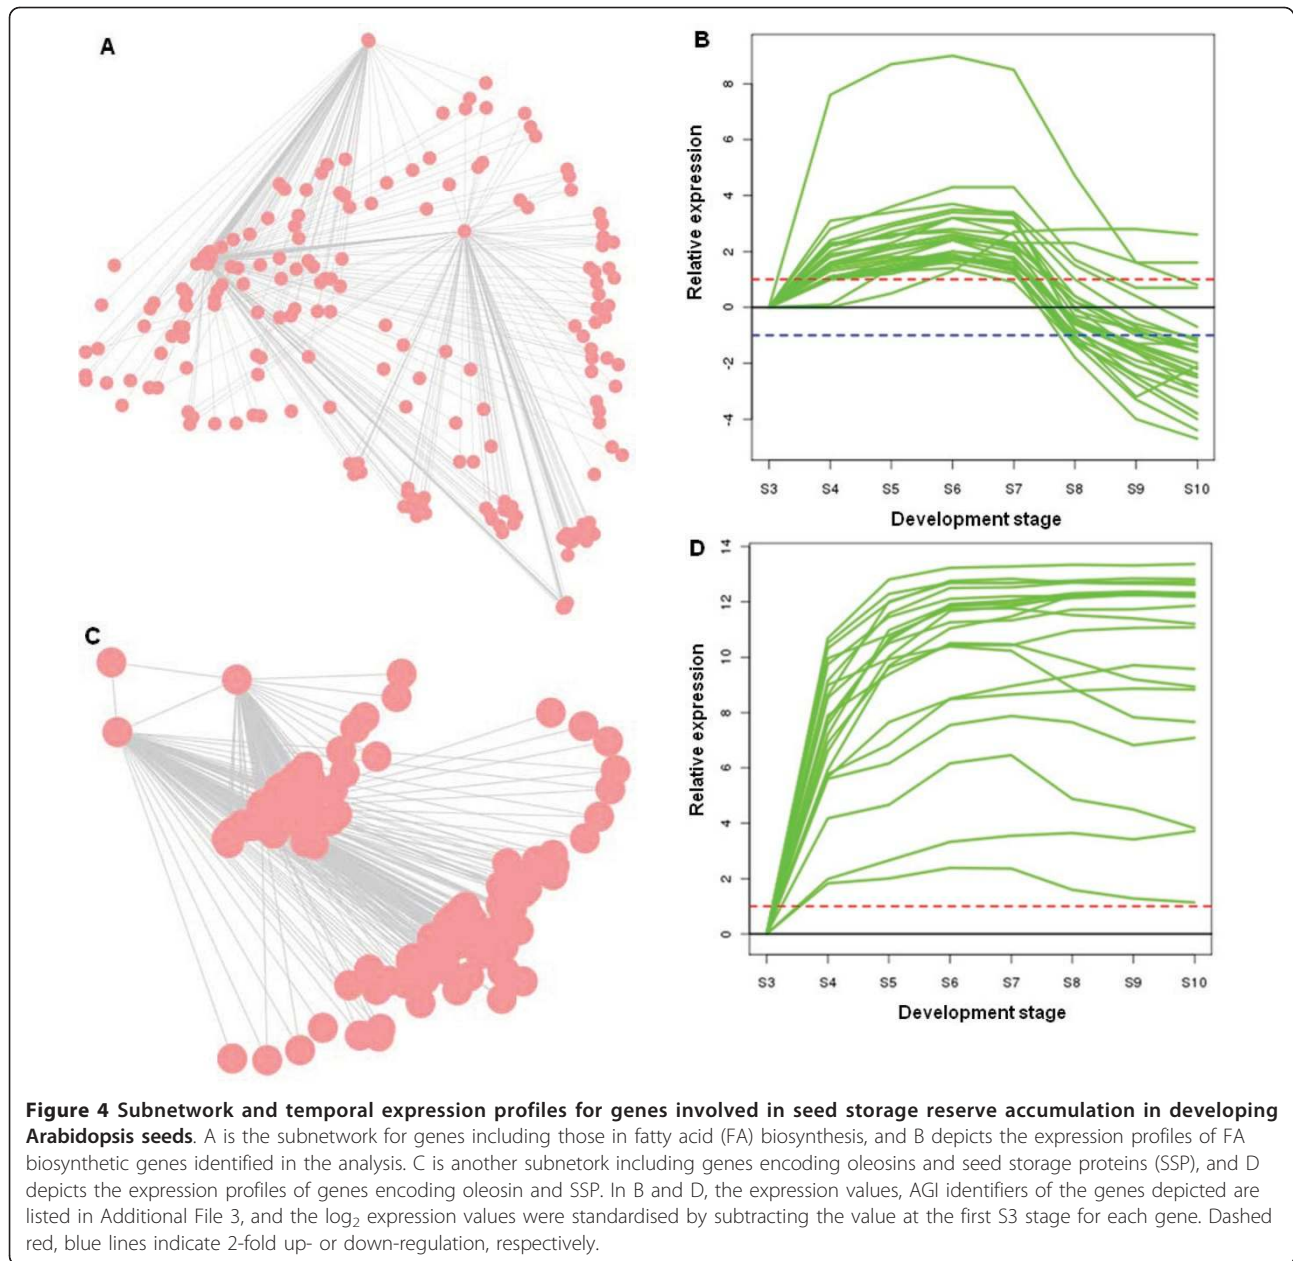 A
B
Relative expression
8
6
4
2
0
-2
-4
S3 S4 S5 S6 S7 S8 S9 S10
Development stage
C
D
Relative expression
14
12
10
8
6
4
2
0
S3 S4 S5 S6 S7 S8 S9 S10
Development stage
Figure 4 Subnetwork and temporal expression profiles for genes involved in seed storage reserve accumulation in developing
Arabidopsis seeds. A is the subnetwork for genes including those in fatty acid (FA) biosynthesis, and B depicts the expression profiles of FA
biosynthetic genes identified in the analysis. C is another subnetork including genes encoding oleosins and seed storage proteins (SSP), and D
depicts the expression profiles of genes encoding oleosin and SSP. In B and D, the expression values, AGI identifiers of the genes depicted are
listed in Additional File 3, and the log₂ expression values were standardised by subtracting the value at the first S3 stage for each gene. Dashed
red, blue lines indicate 2-fold up- or down-regulation, respectively.